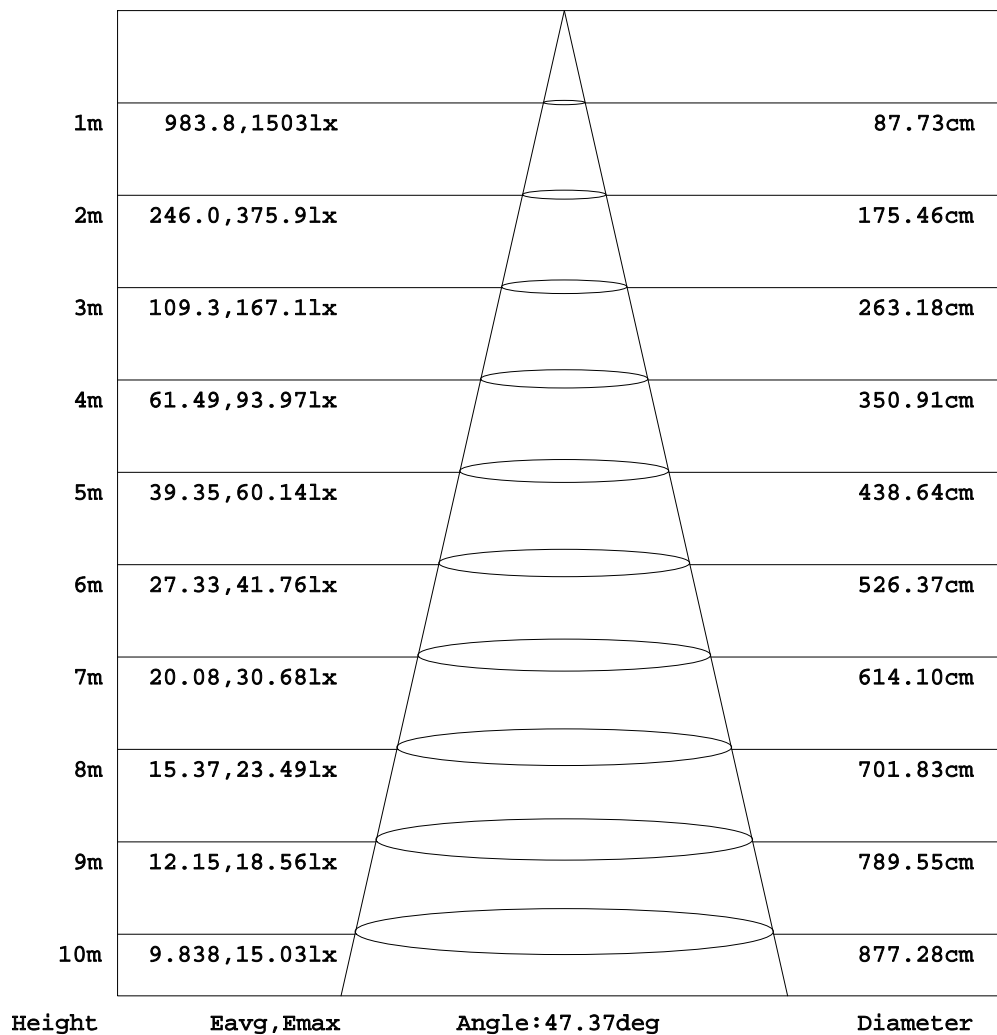 1m 983.8,1503lx 87.73cm
2m 246.0,375.9lx 175.46cm
3m 109.3,167.1lx 263.18cm
4m 61.49,93.97lx 350.91cm
5m 39.35,60.14lx 438.64cm
6m 27.33,41.76lx 526.37cm
7m 20.08,30.68lx 614.10cm
8m 15.37,23.49lx 701.83cm
9m 12.15,18.56lx 789.55cm
10m 9.838,15.03lx 877.28cm
Height Eavg,Emax Angle:47.37deg Diameter